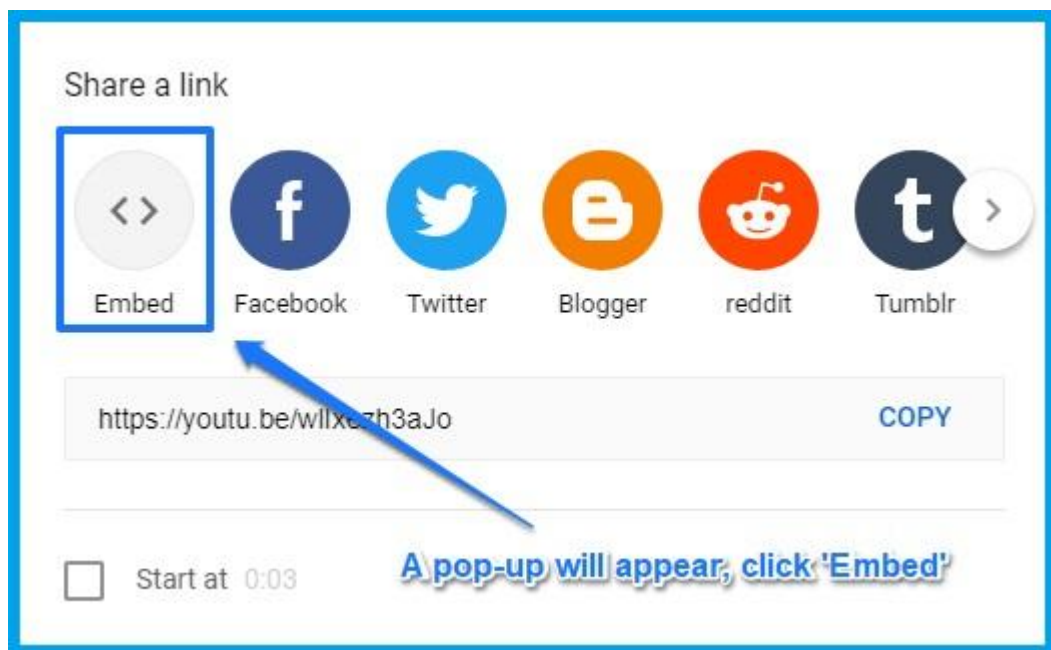 Share a link
Embed
Facebook
Twitter
Blogger
reddit
Tumblr
COPY
Start at 0:03
A pop-up will appear, click 'Embed'